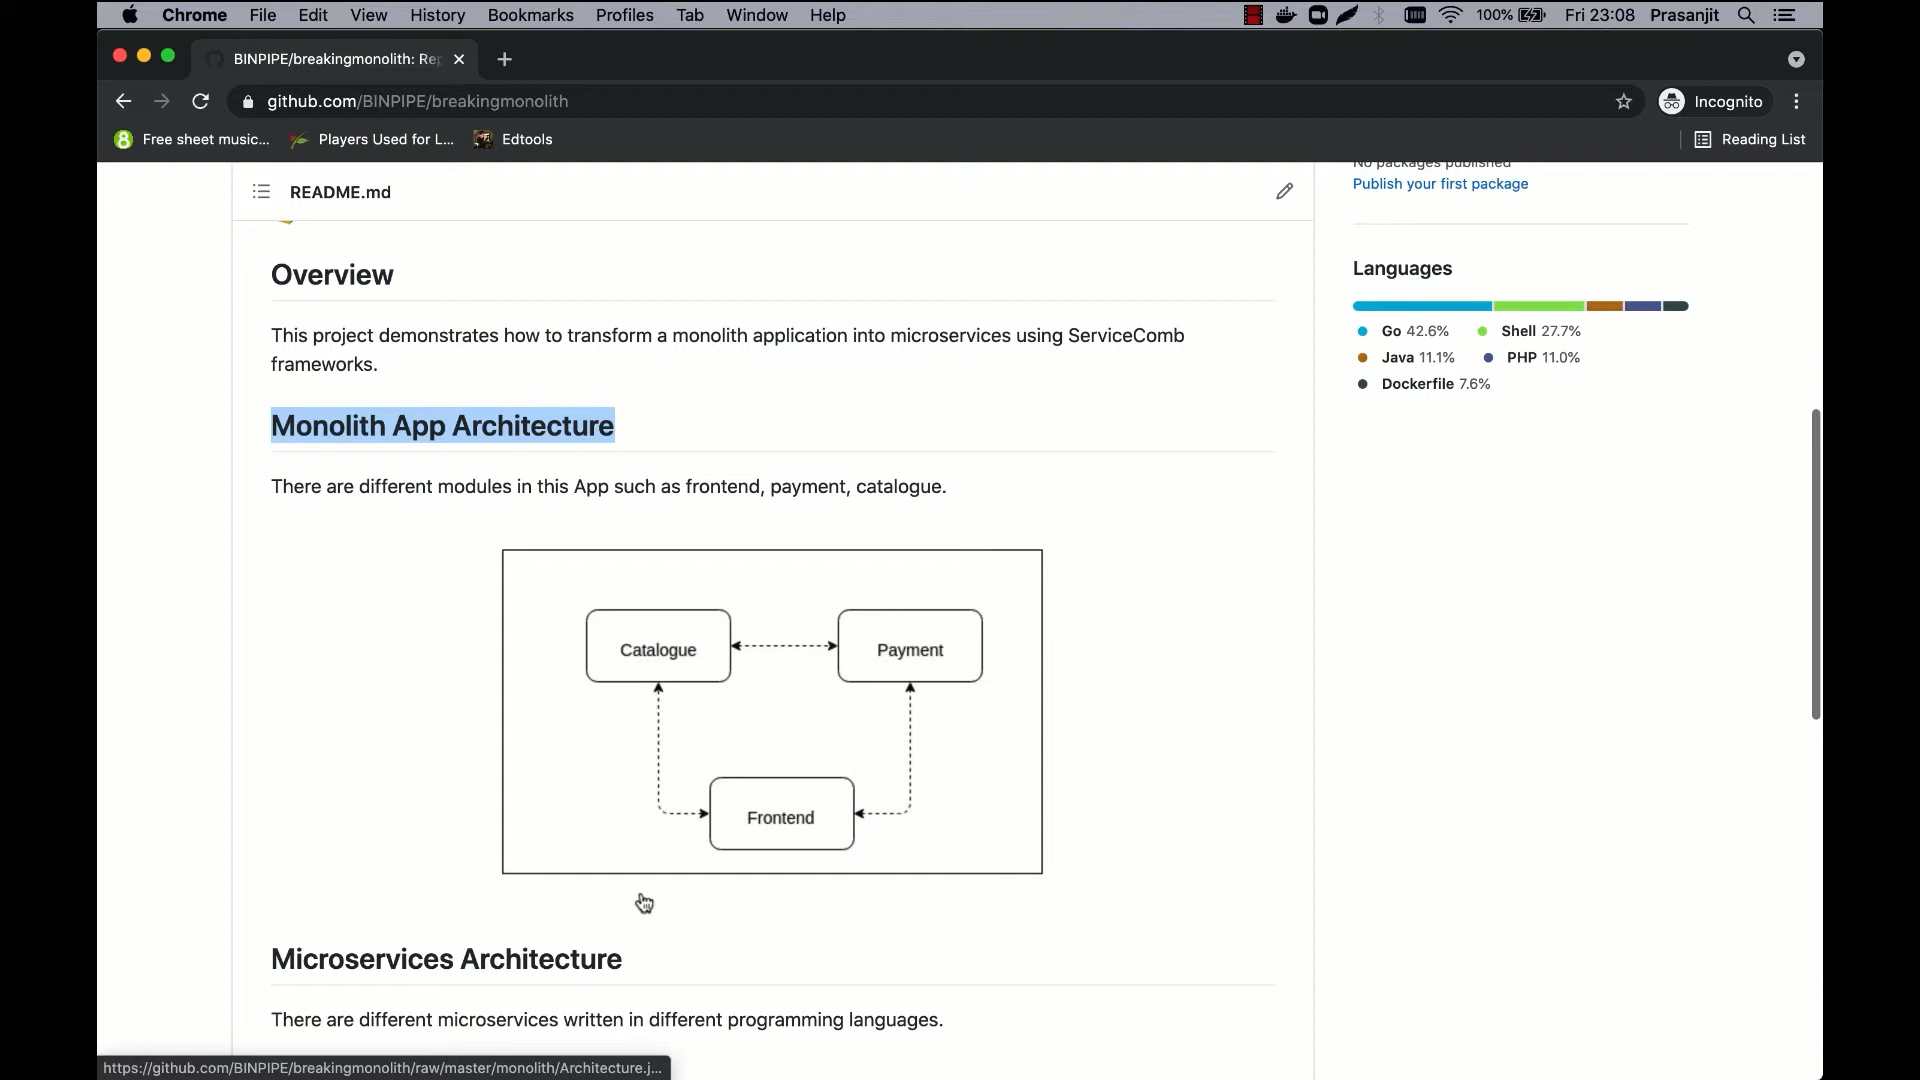 Chrome File Edit View History Bookmarks Profiles Tab Window Help 100% Fri 23:08 Prasanjit
BINPIPE/breakingmonolith: Rep
github.com/BINPIPE/breakingmonolith Incognito
Free sheet music... Players Used for L... Edtools Reading List
No packages published
Publish your first package
README.md
Overview
This project demonstrates how to transform a monolith application into microservices using ServiceComb
frameworks.
Monolith App Architecture
There are different modules in this App such as frontend, payment, catalogue.
Catalogue Payment
Frontend
Microservices Architecture
There are different microservices written in different programming languages.
Languages
Go 42.6% Shell 27.7%
Java 11.1% PHP 11.0%
Dockerfile 7.6%
https://github.com/BINPIPE/breakingmonolith/raw/master/monolith/Architecture.j...